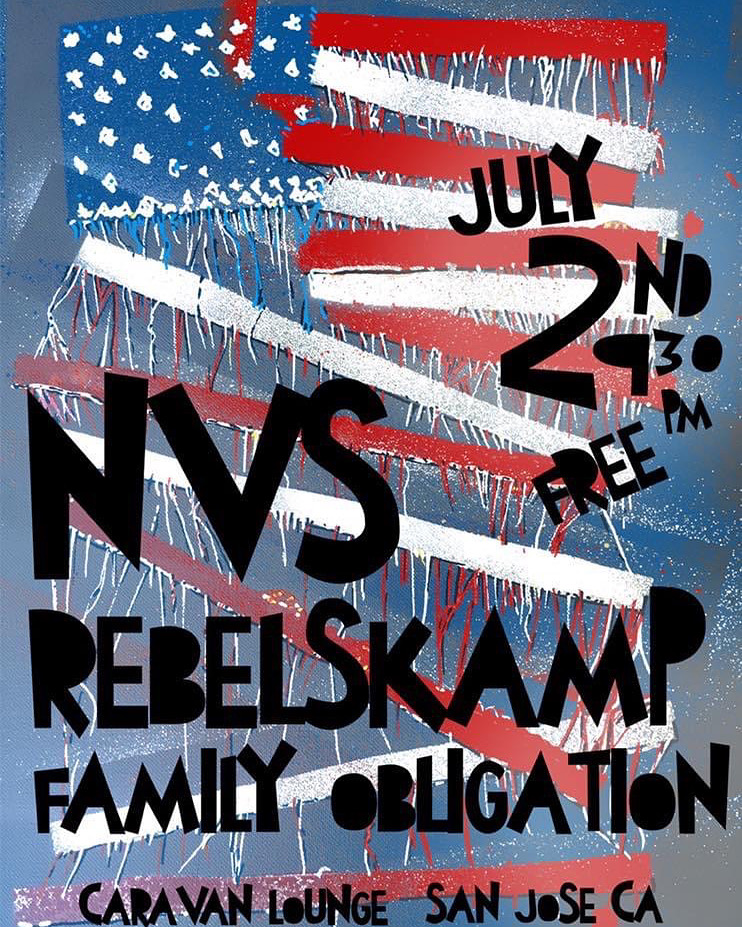 JULY
2ND
930
PM
FREE
NVS
REBELSKAMP
FAMILY OBLIGATION
CARAVAN LOUNGE SAN JOSE CA